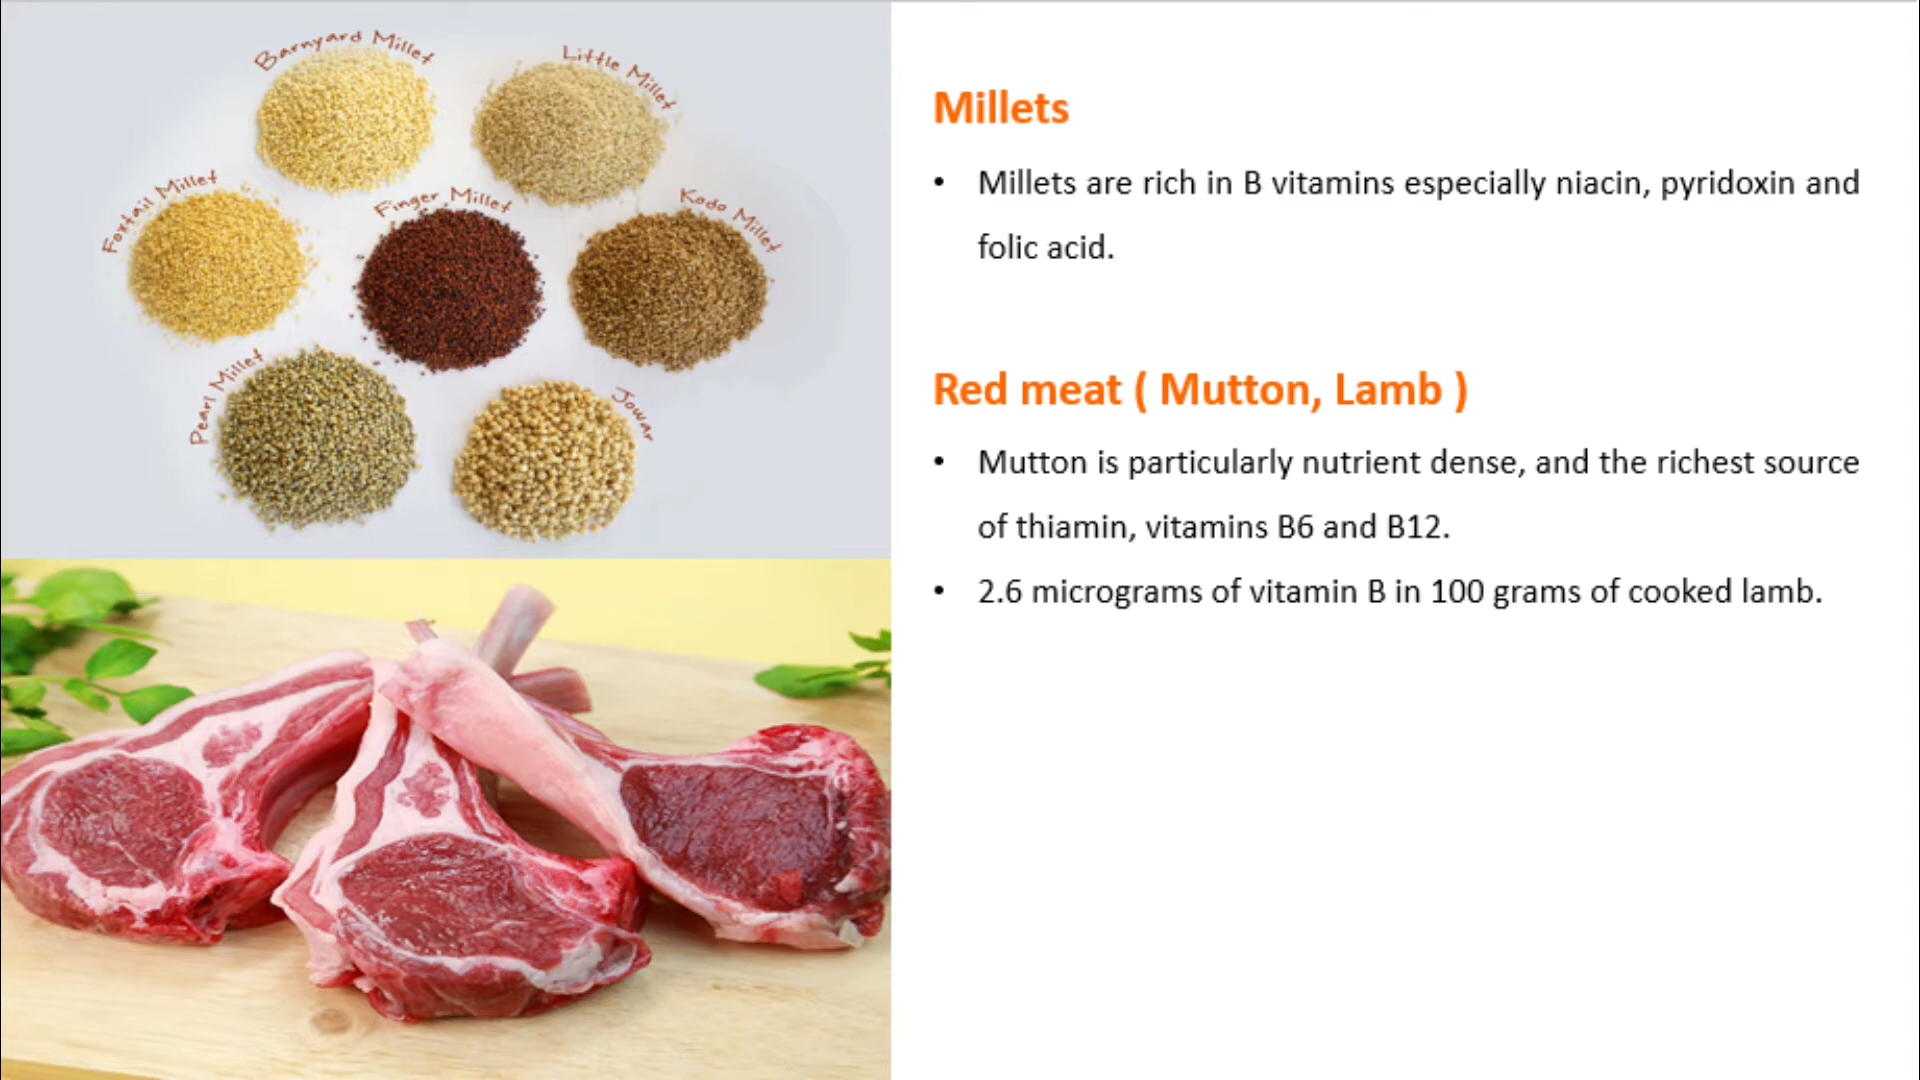 Barnyard Millet
Little Millet
Foxtail Millet
Finger Millet
Kodo Millet
Pearl Millet
Jowar
Millets
• Millets are rich in B vitamins especially niacin, pyridoxin and
folic acid.
Red meat ( Mutton, Lamb )
• Mutton is particularly nutrient dense, and the richest source
of thiamin, vitamins B6 and B12.
• 2.6 micrograms of vitamin B in 100 grams of cooked lamb.